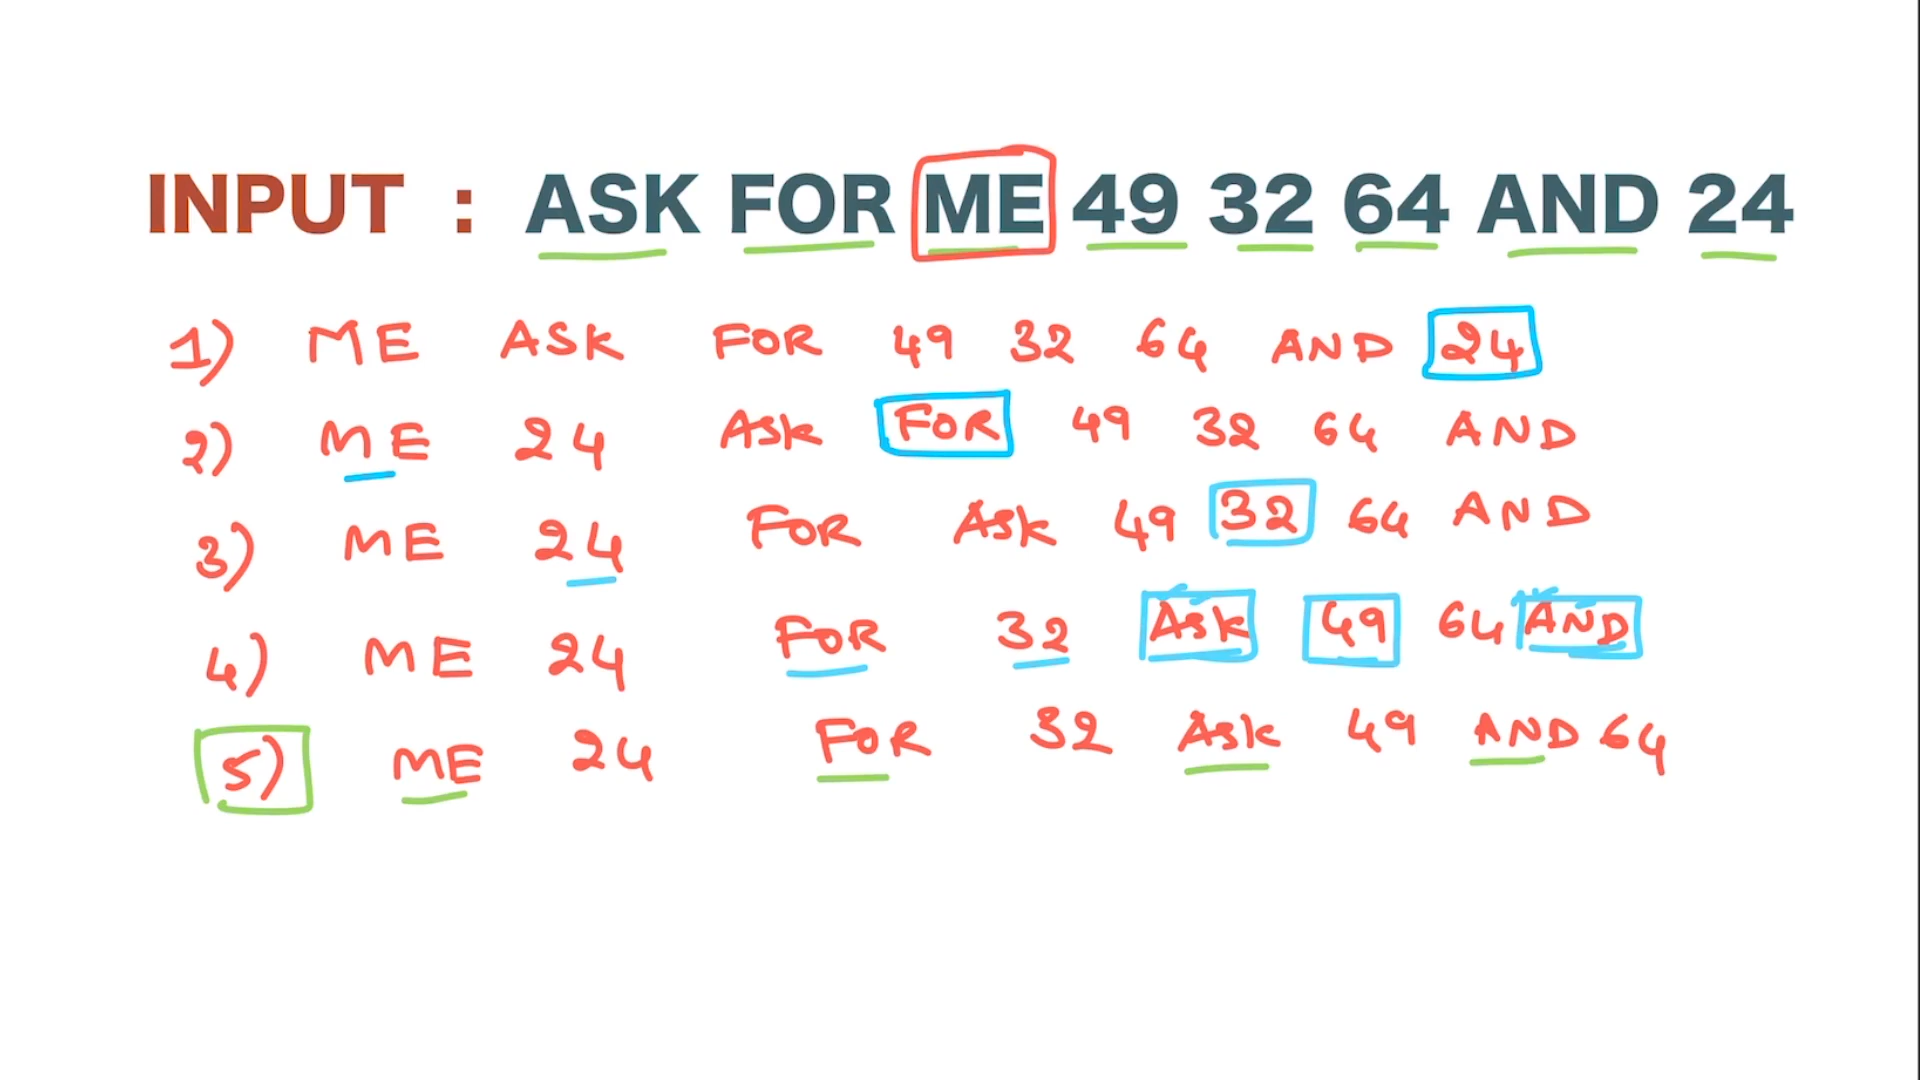 INPUT : ASK FOR ME 49 32 64 AND 24
1) ME ASK FOR 49 32 64 AND 24
2) ME 24 Ask FOR 49 32 64 AND
3) ME 24 FOR Ask 49 32 64 AND
4) ME 24 FOR 32 Ask 49 64 AND
5) ME 24 FOR 32 Ask 49 AND 64